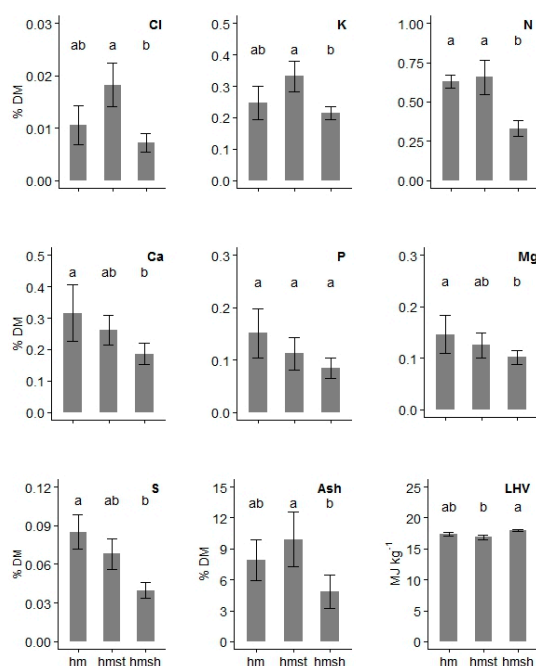 Cl
0.03
ab a b
0.02
% DM
0.01
0.00
K
0.5
ab a b
0.4
0.3
0.2
0.1
0.0
N
1.00
a a b
0.75
0.50
0.25
0.00
Ca
0.5
a ab b
0.4
% DM
0.3
0.2
0.1
0.0
P
0.3
a a a
0.2
0.1
0.0
Mg
0.3
a ab b
0.2
0.1
0.0
S
0.12
a ab b
0.09
% DM
0.06
0.03
0.00
hm hmst hmsh
Ash
15
ab a b
12
% DM
9
6
3
0
hm hmst hmsh
LHV
25
ab b a
20
MJ kg⁻¹
15
10
5
0
hm hmst hmsh